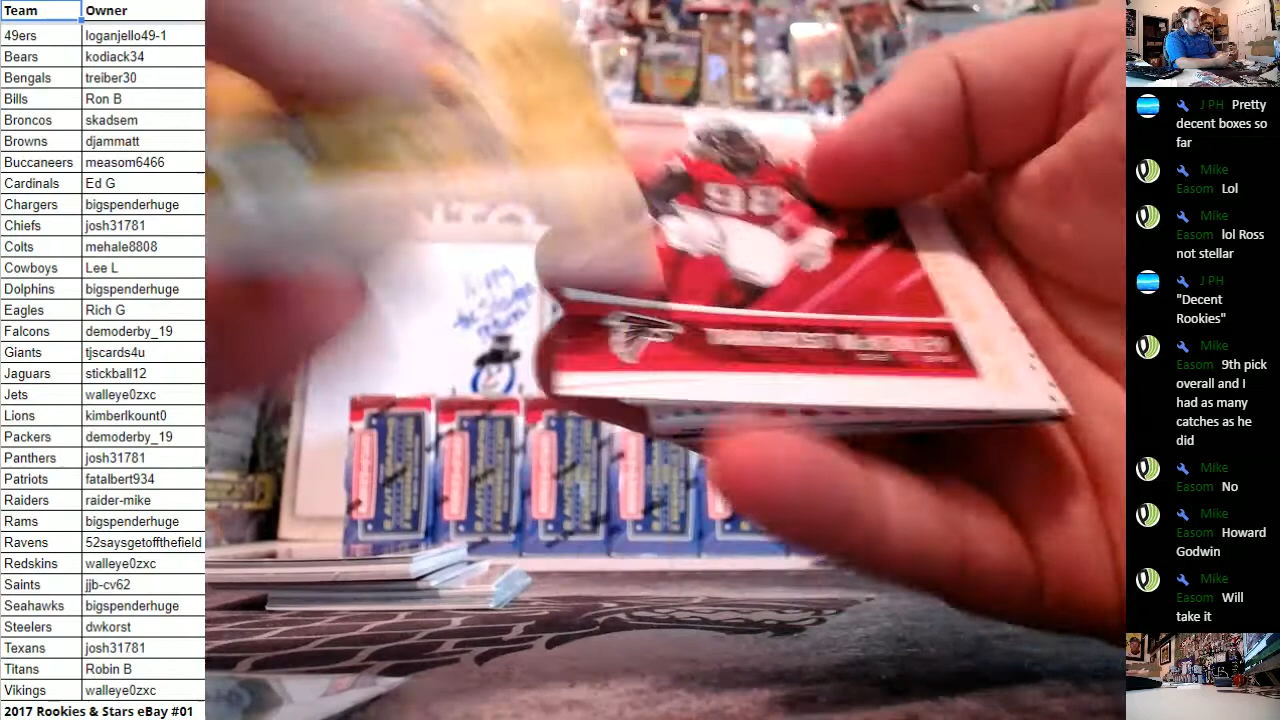 Team Owner
49ers loganjello49-1
Bears kodiack34
Bengals treiber30
Bills Ron B
Broncos skadsem
Browns djammatt
Buccaneers measom6466
Cardinals Ed G
Chargers bigspenderhuge
Chiefs josh31781
Colts mehale8808
Cowboys Lee L
Dolphins bigspenderhuge
Eagles Rich G
Falcons demoderby_19
Giants tjscards4u
Jaguars stickball12
Jets walleye0zxc
Lions kimberlkount0
Packers demoderby_19
Panthers josh31781
Patriots fatalbert934
Raiders raider-mike
Rams bigspenderhuge
Ravens 52saysgetoffthefield
Redskins walleye0zxc
Saints jjb-cv62
Seahawks bigspenderhuge
Steelers dwkorst
Texans josh31781
Titans Robin B
Vikings walleye0zxc
2017 Rookies & Stars eBay #01
98
J PH Pretty
decent boxes so
far
Mike
Easom Lol
Mike
Easom lol Ross
not stellar
J PH
"Decent
Rookies"
Mike
Easom 9th pick
overall and I
had as many
catches as he
did
Mike
Easom No
Mike
Easom Howard
Godwin
Mike
Easom Will
take it